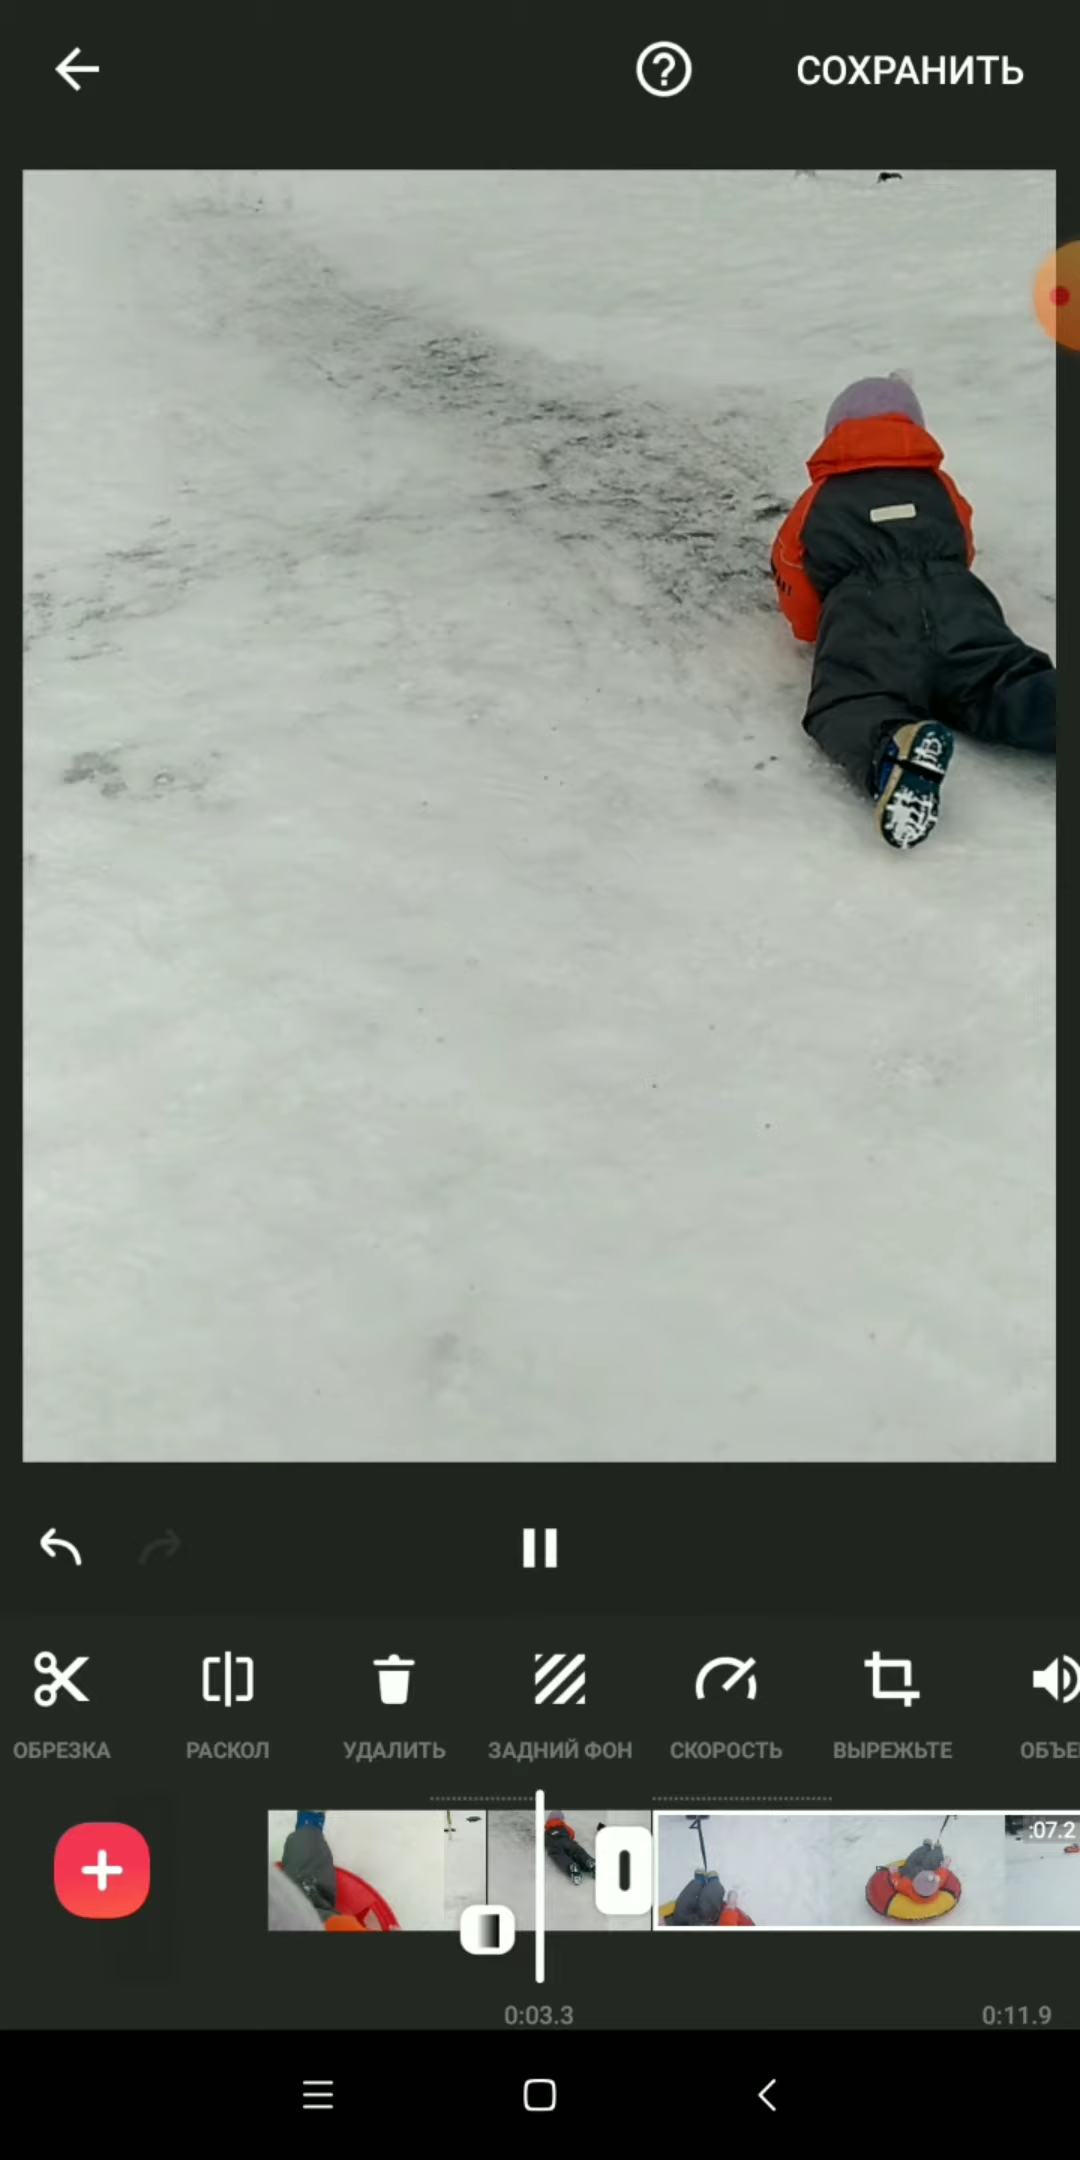 СОХРАНИТЬ
ОБРЕЗКА
РАСКОЛ
УДАЛИТЬ
ЗАДНИЙ ФОН
СКОРОСТЬ
ВЫРЕЖЬТЕ
ОБЪЕ
:07.2
0:03.3
0:11.9